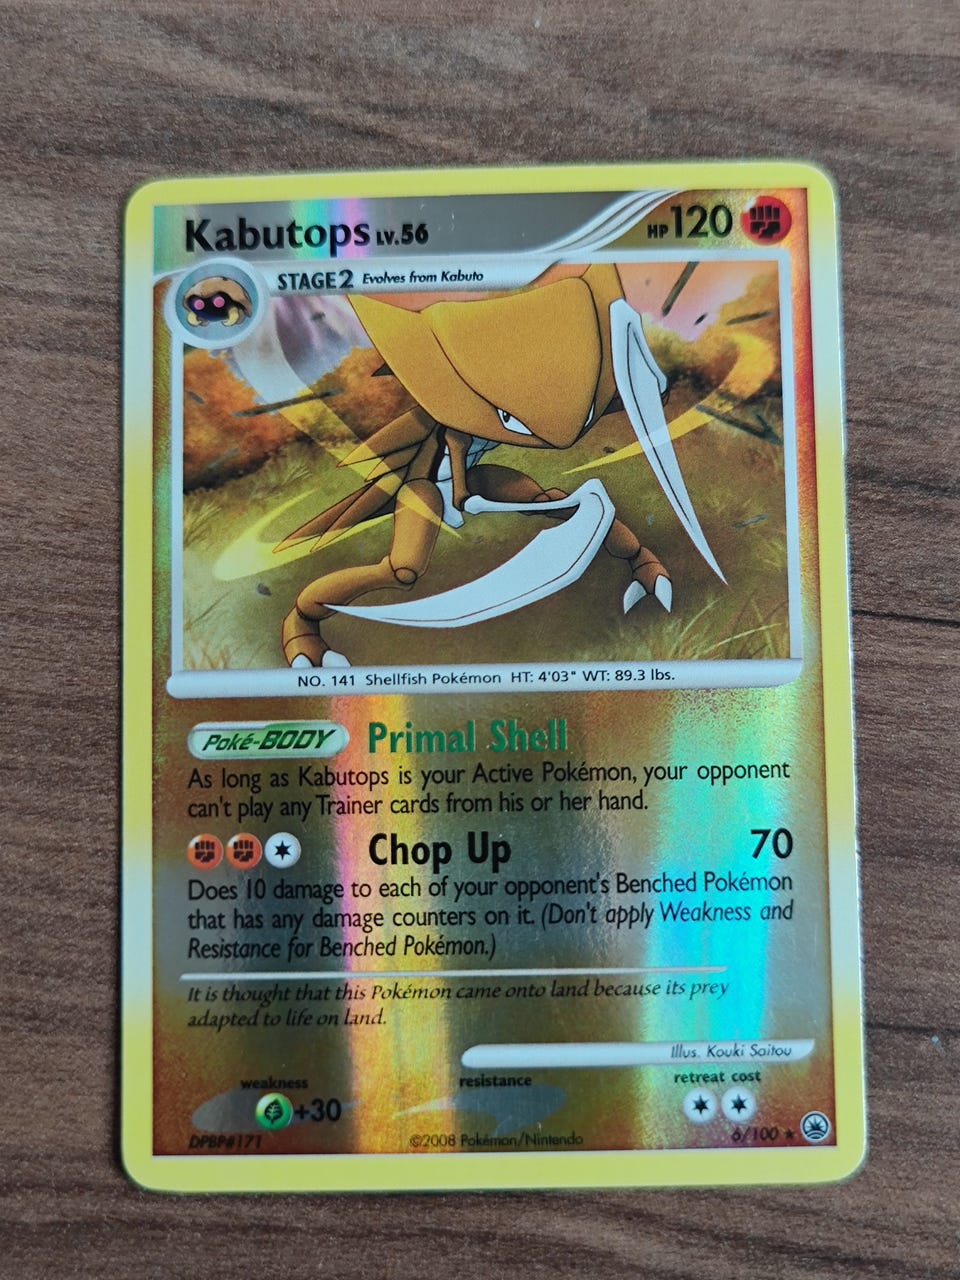 Kabutops LV.56 HP 120
STAGE 2 Evolves from Kabuto
NO. 141 Shellfish Pokémon HT: 4'03" WT: 89.3 lbs.
Poké-BODY Primal Shell
As long as Kabutops is your Active Pokémon, your opponent
can't play any Trainer cards from his or her hand.
Chop Up 70
Does 10 damage to each of your opponent's Benched Pokémon
that has any damage counters on it. (Don't apply Weakness and
Resistance for Benched Pokémon.)
It is thought that this Pokémon came onto land because its prey
adapted to life on land.
Illus. Kouki Saitou
weakness resistance retreat cost
+30
DPBP#171 ©2008 Pokémon/Nintendo 6/100 ★